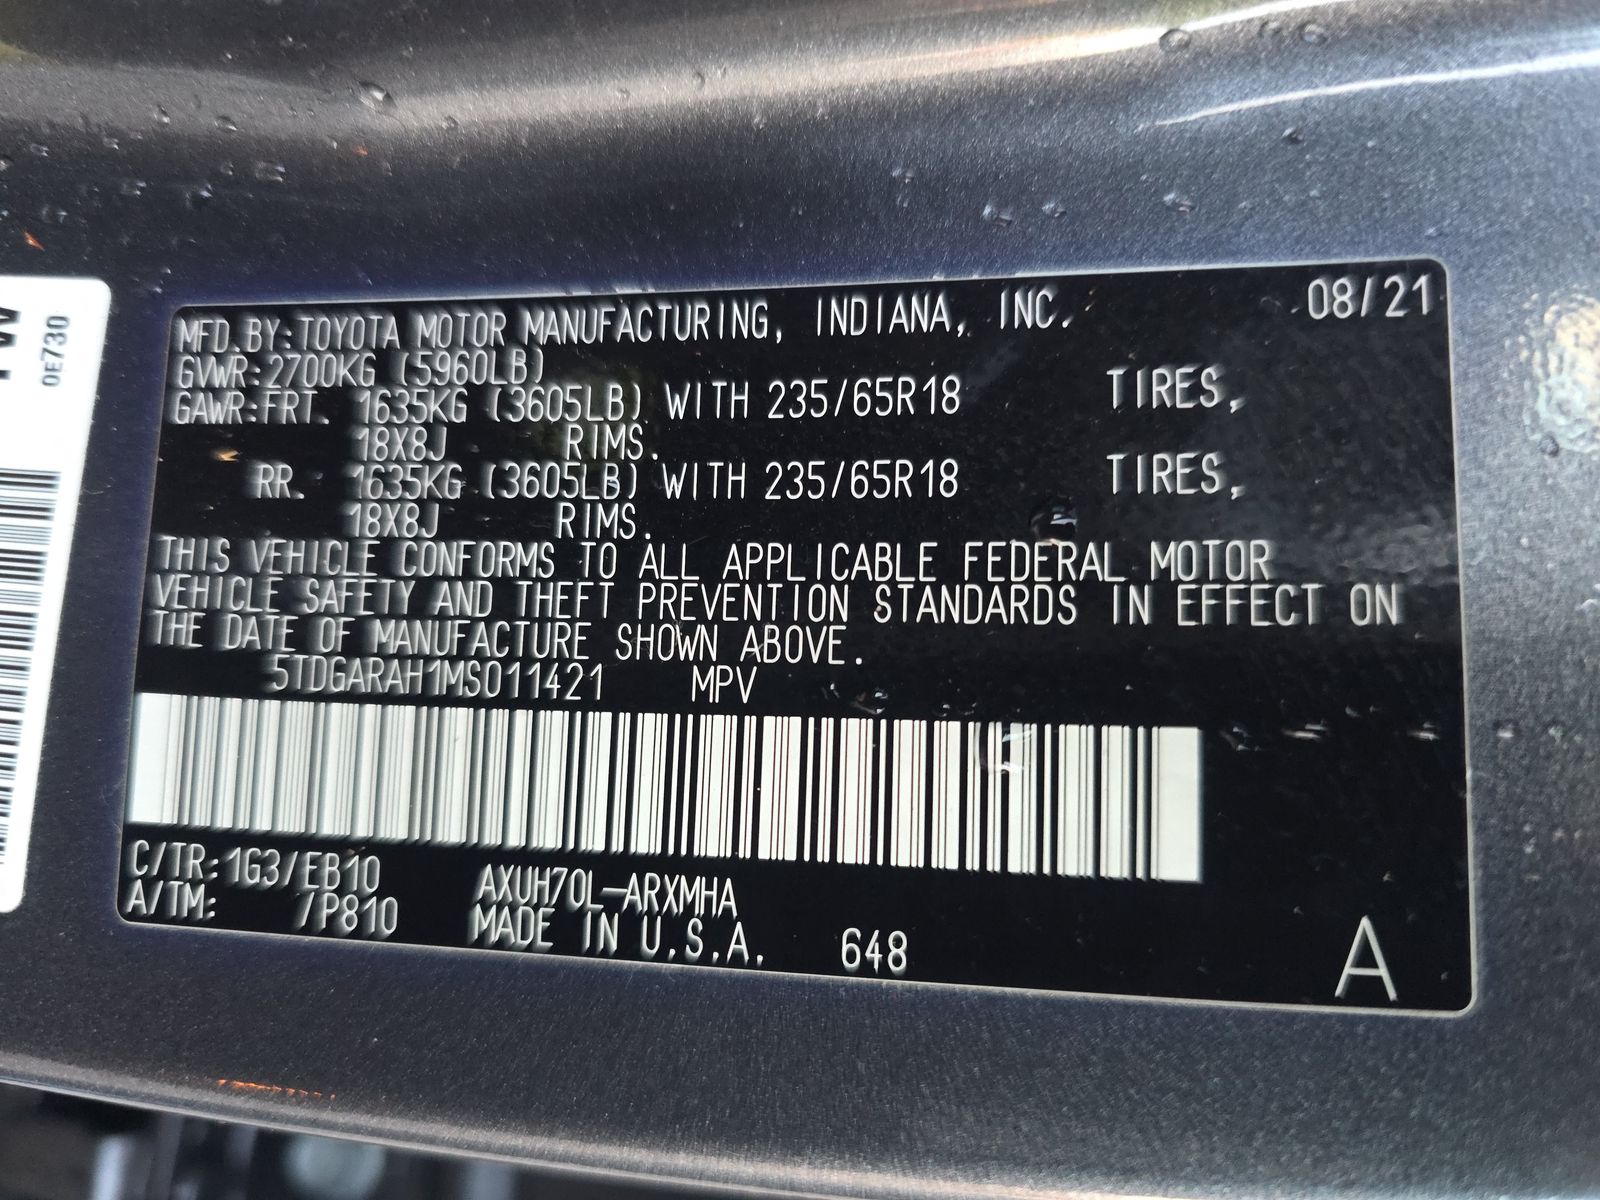 0E730
MFD.BY:TOYOTA MOTOR MANUFACTURING, INDIANA, INC. 08/21
GVWR:2700KG (5960LB)
GAWR:FRT. 1635KG (3605LB) WITH 235/65R18 TIRES,
18X8J RIMS.
RR. 1635KG (3605LB) WITH 235/65R18 TIRES,
18X8J RIMS.
THIS VEHICLE CONFORMS TO ALL APPLICABLE FEDERAL MOTOR
VEHICLE SAFETY AND THEFT PREVENTION STANDARDS IN EFFECT ON
THE DATE OF MANUFACTURE SHOWN ABOVE.
5TDGARAH1MS011421 MPV
C/TR:1G3/EB10 AXUH70L-ARXMHA
A/TM: /P810 MADE IN U.S.A. 648 A